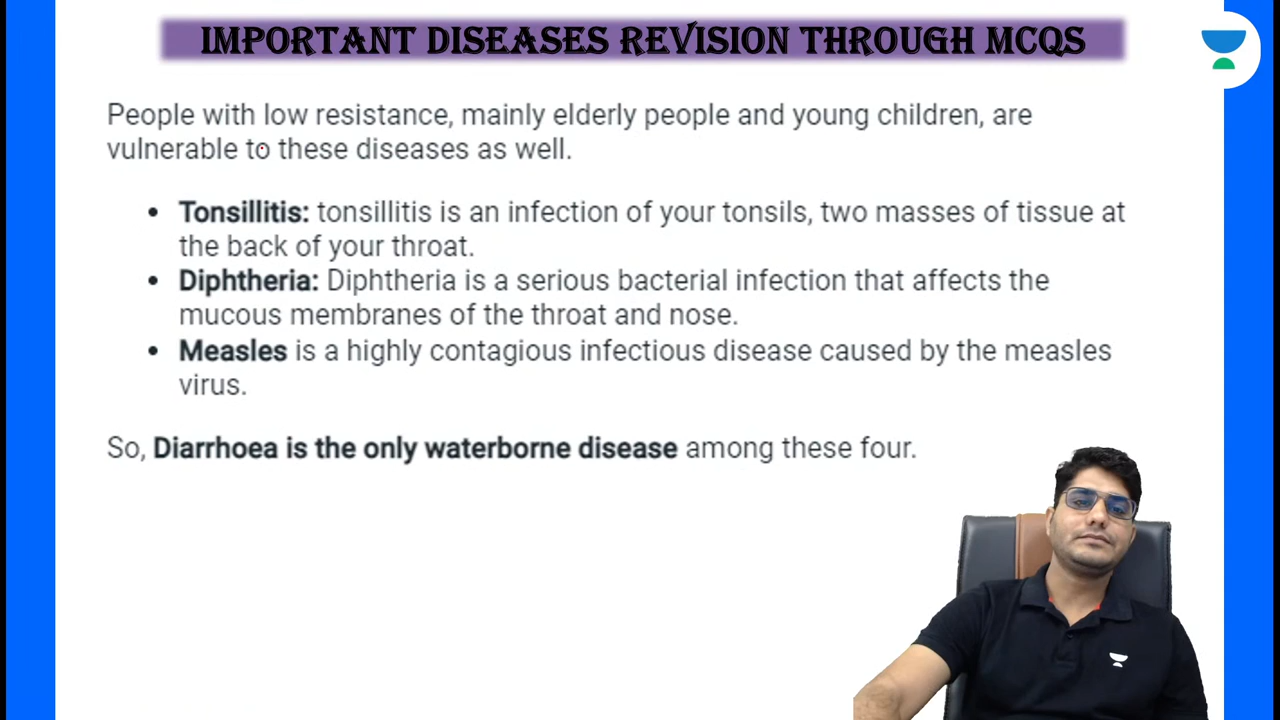 IMPORTANT DISEASES REVISION THROUGH MCQS
People with low resistance, mainly elderly people and young children, are
vulnerable to these diseases as well.
• Tonsillitis: tonsillitis is an infection of your tonsils, two masses of tissue at
the back of your throat.
• Diphtheria: Diphtheria is a serious bacterial infection that affects the
mucous membranes of the throat and nose.
• Measles is a highly contagious infectious disease caused by the measles
virus.
So, Diarrhoea is the only waterborne disease among these four.